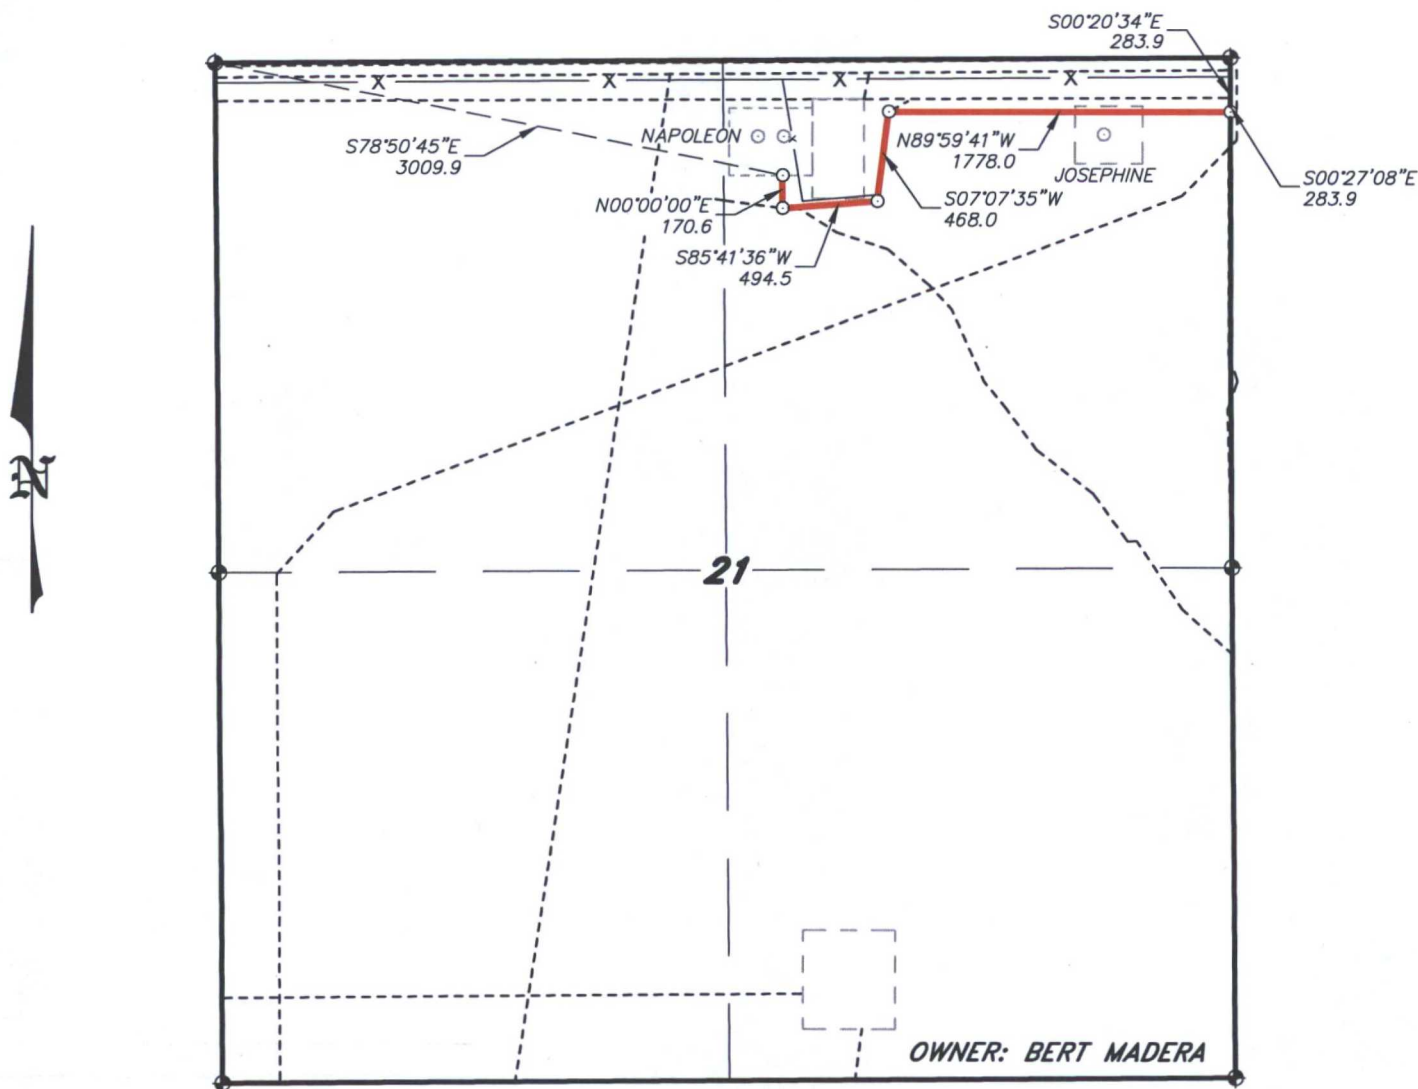 S00°20'34"E
283.9
X X X X
S78°50'45"E
3009.9
NAPOLEON
x
N89°59'41"W
1778.0
JOSEPHINE
S00°27'08"E
283.9
N00°00'00"E
170.6
S07°07'35"W
468.0
S85°41'36"W
494.5
N
21
OWNER: BERT MADERA